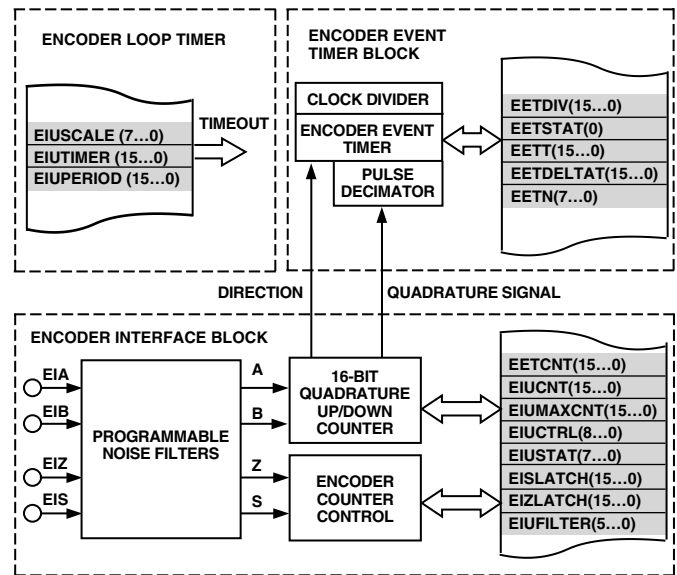 ENCODER LOOP TIMER
EIUSCALE (7...0)
EIUTIMER (15...0)
EIUPERIOD (15...0)
TIMEOUT
ENCODER EVENT
TIMER BLOCK
CLOCK DIVIDER
ENCODER EVENT
TIMER
PULSE
DECIMATOR
EETDIV(15...0)
EETSTAT(0)
EETT(15...0)
EETDELTAT(15...0)
EETN(7...0)
DIRECTION
QUADRATURE SIGNAL
ENCODER INTERFACE BLOCK
EIA
EIB
EIZ
EIS
PROGRAMMABLE
NOISE FILTERS
A
B
Z
S
16-BIT
QUADRATURE
UP/DOWN
COUNTER
ENCODER
COUNTER
CONTROL
EETCNT(15...0)
EIUCNT(15...0)
EIUMAXCNT(15...0)
EIUCTRL(8...0)
EIUSTAT(7...0)
EISLATCH(15...0)
EIZLATCH(15...0)
EIUFILTER(5...0)